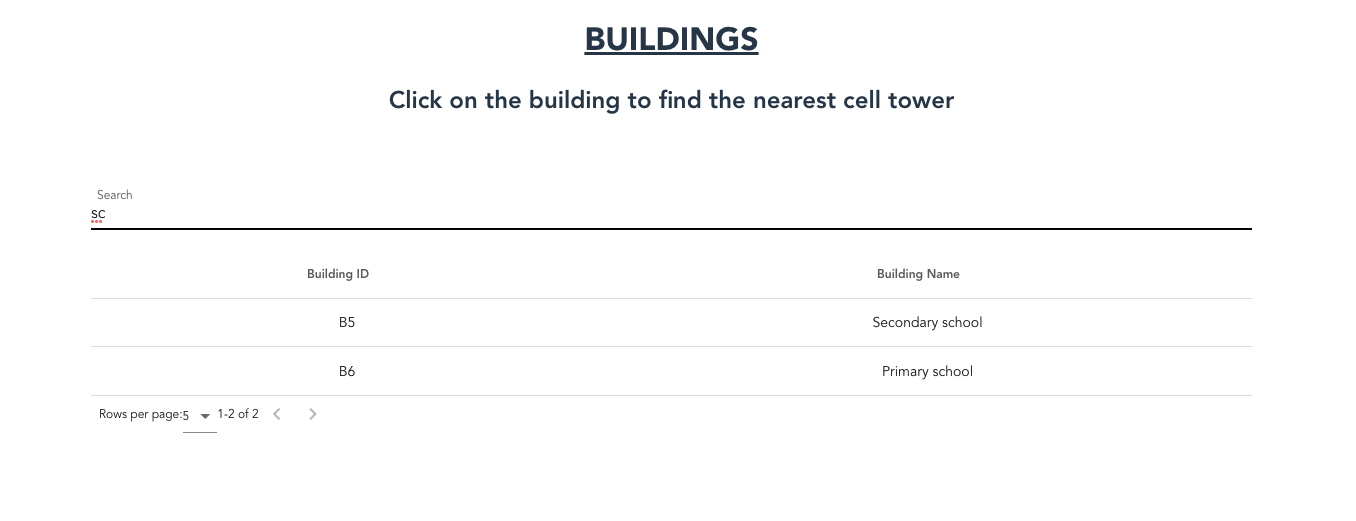 BUILDINGS
Click on the building to find the nearest cell tower
Search
sc
Building ID Building Name
B5 Secondary school
B6 Primary school
Rows per page: 5 1-2 of 2